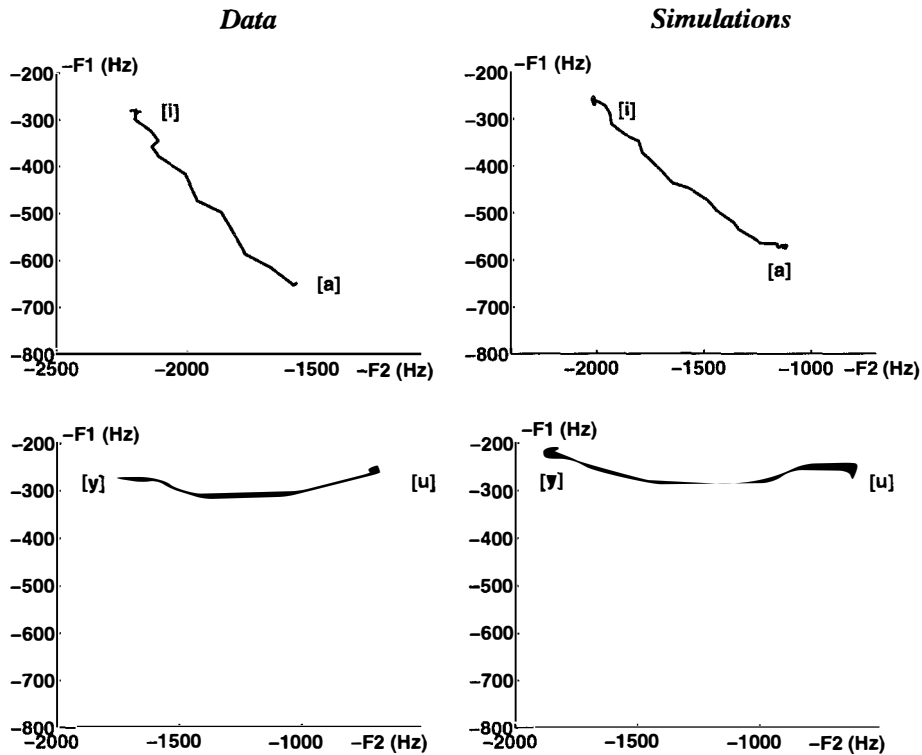 Data
Simulations
−F1 (Hz)
−200
−300
−400
−500
−600
−700
−800
[i]
[a]
−2500
−2000
−1500
−F2 (Hz)
−F1 (Hz)
−200
−300
−400
−500
−600
−700
−800
[i]
[a]
−2000
−1500
−1000
−F2 (Hz)
−F1 (Hz)
−200
−300
−400
−500
−600
−700
−800
[y]
[u]
−2000
−1500
−1000
−F2 (Hz)
−F1 (Hz)
−200
−300
−400
−500
−600
−700
−800
[y]
[u]
−2000
−1500
−1000
−F2 (Hz)